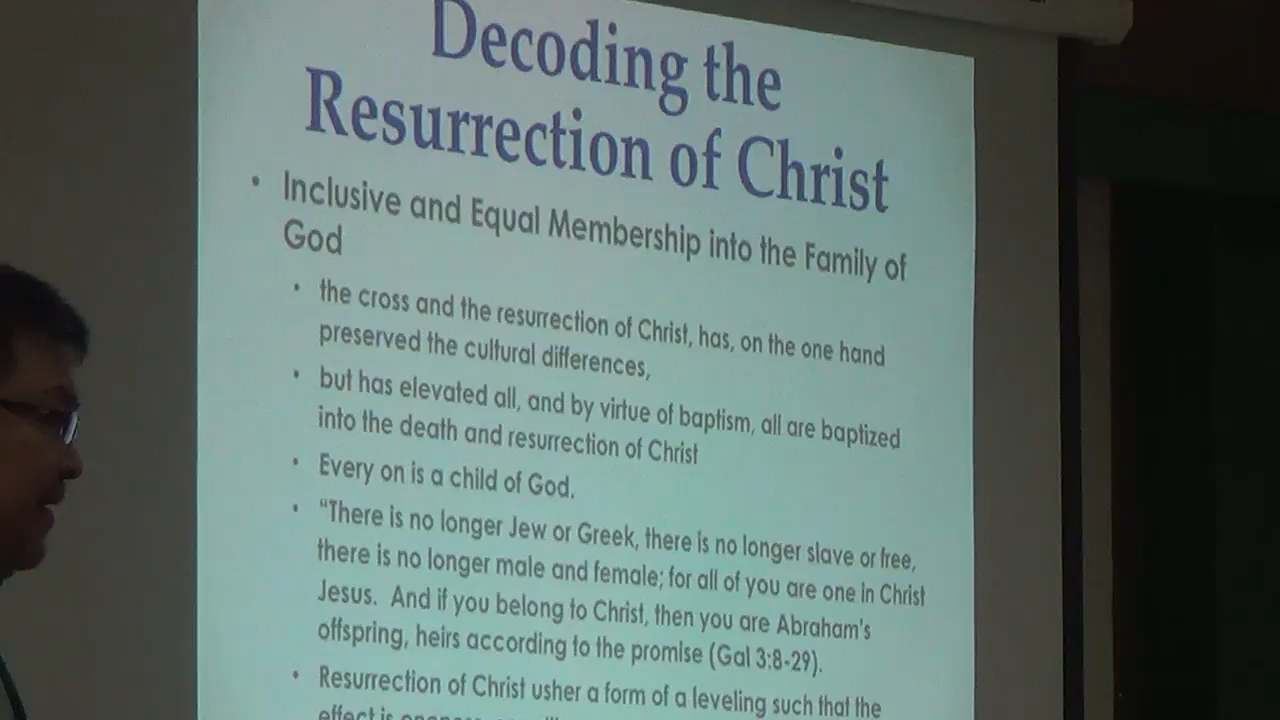 Decoding the
Resurrection of Christ
• Inclusive and Equal Membership into the Family of
God
• the cross and the resurrection of Christ, has, on the one hand
preserved the cultural differences,
• but has elevated all, and by virtue of baptism, all are baptized
into the death and resurrection of Christ
• Every on is a child of God.
• “There is no longer Jew or Greek, there is no longer slave or free,
there is no longer male and female; for all of you are one in Christ
Jesus. And if you belong to Christ, then you are Abraham's
offspring, heirs according to the promise (Gal 3:8-29).
• Resurrection of Christ usher a form of a leveling such that the
effect is